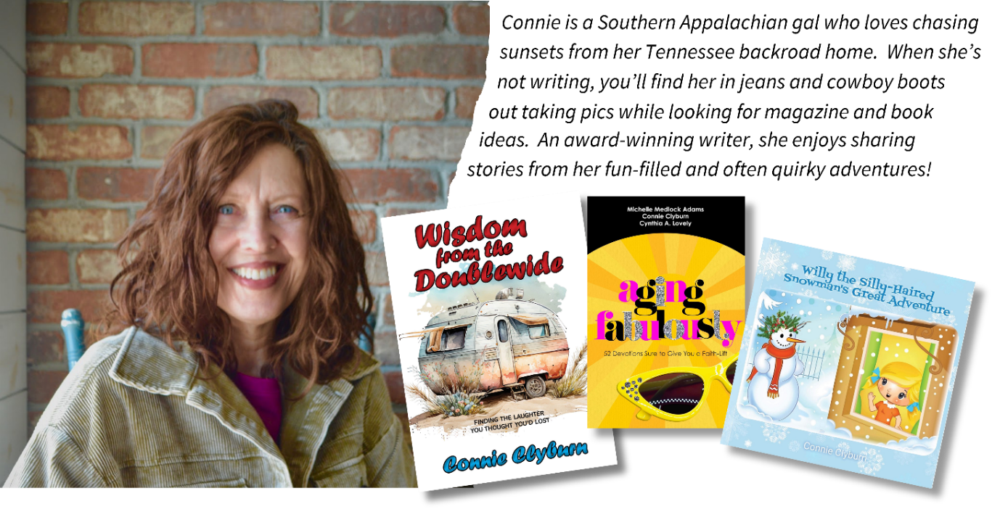 Connie is a Southern Appalachian gal who loves chasing
sunsets from her Tennessee backroad home.  When she's
not writing, you'll find her in jeans and cowboy boots
out taking pics while looking for magazine and book
ideas.  An award-winning writer, she enjoys sharing
stories from her fun-filled and often quirky adventures!
Wisdom
from the
Doublewide
FINDING THE LAUGHTER
YOU THOUGHT YOU'D LOST
Connie Clyburn
Michelle Medlock Adams
Connie Clyburn
Cynthia A. Lovely
aging
fabulously
52 Devotions Sure to Give You a Faith-Lift
Willy the Silly-Haired
Snowman's Great Adventure
Connie Clyburn